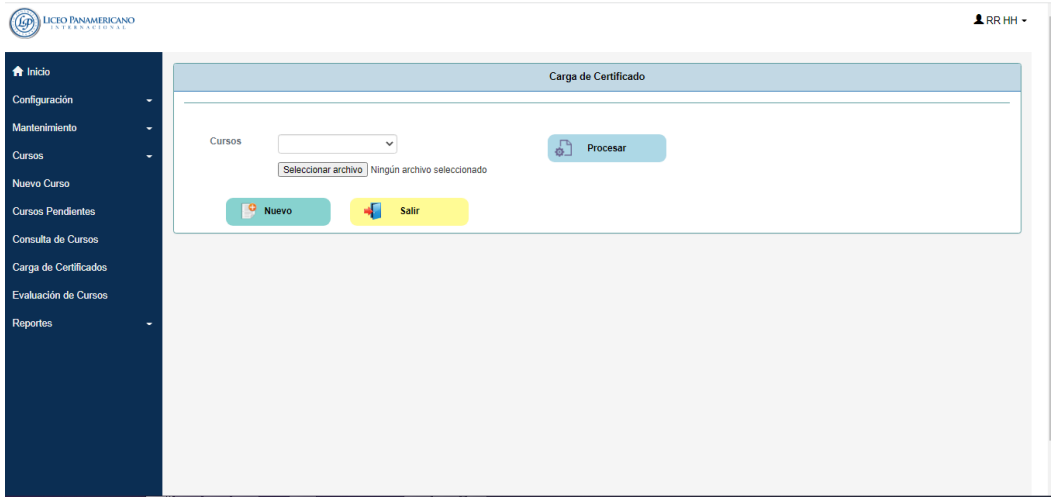 LICEO PANAMERICANO
INTERNACIONAL
RR HH
Inicio
Configuración
Mantenimiento
Cursos
Nuevo Curso
Cursos Pendientes
Consulta de Cursos
Carga de Certificados
Evaluación de Cursos
Reportes
Carga de Certificado
Cursos
Procesar
Seleccionar archivo Ningún archivo seleccionado
Nuevo
Salir